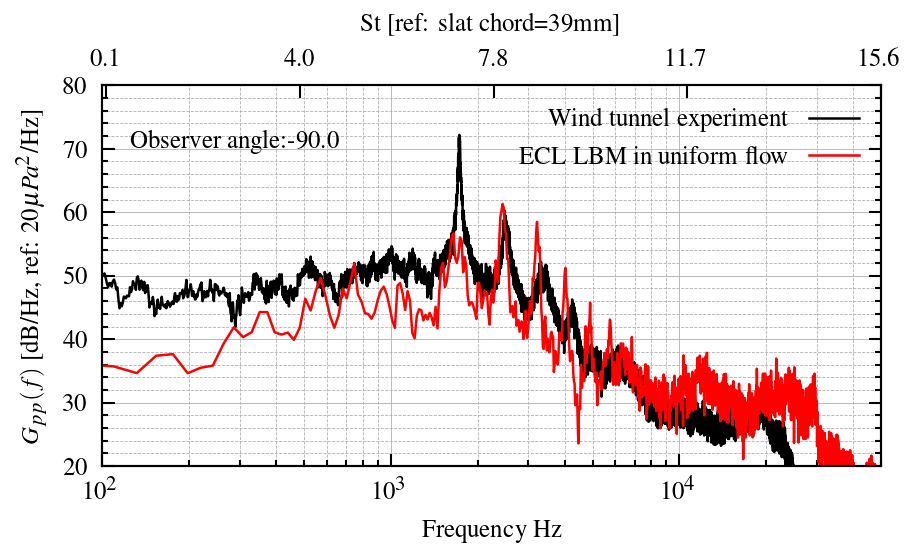 St [ref: slat chord=39mm]
0.1 4.0 7.8 11.7 15.6
80
70
60
50
40
30
20
G_{pp}(f) [dB/Hz, ref: 20μPa²/Hz]
Observer angle:-90.0
Wind tunnel experiment
ECL LBM in uniform flow
10² 10³ 10⁴
Frequency Hz